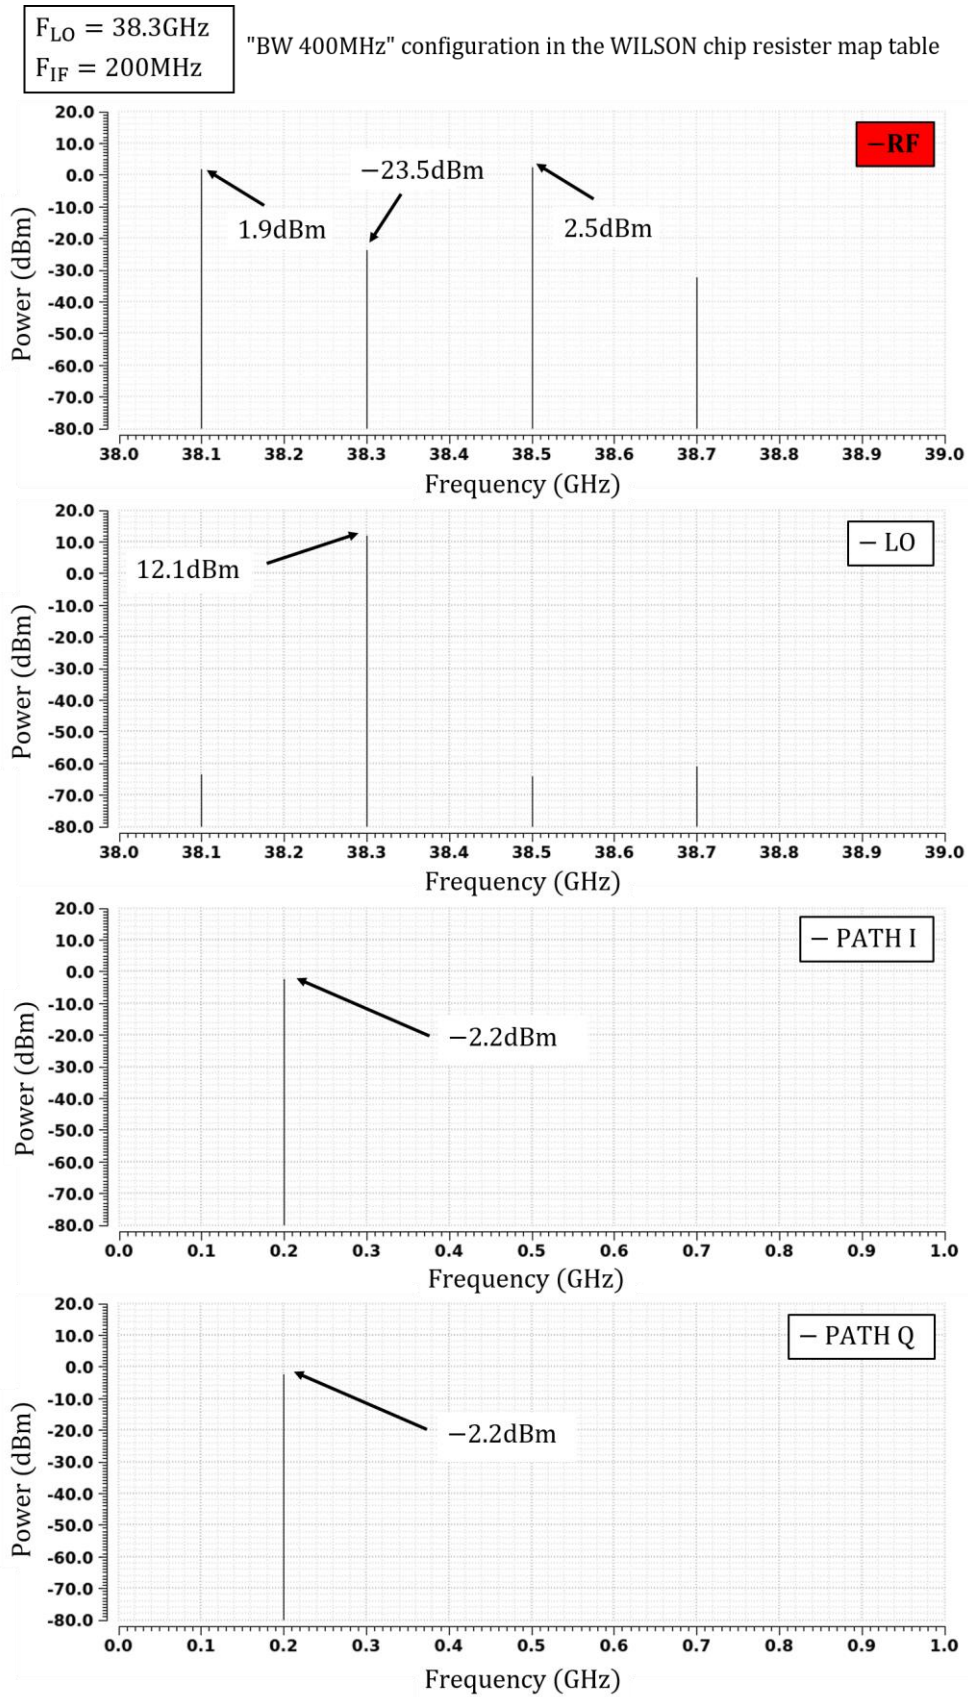 F_LO = 38.3GHz
F_IF = 200MHz
"BW 400MHz" configuration in the WILSON chip resister map table
20.0
10.0
0.0
-10.0
-20.0
-30.0
-40.0
-50.0
-60.0
-70.0
-80.0
Power (dBm)
−RF
−23.5dBm
1.9dBm
2.5dBm
38.0 38.1 38.2 38.3 38.4 38.5 38.6 38.7 38.8 38.9 39.0
Frequency (GHz)
20.0
10.0
0.0
-10.0
-20.0
-30.0
-40.0
-50.0
-60.0
-70.0
-80.0
Power (dBm)
− LO
12.1dBm
38.0 38.1 38.2 38.3 38.4 38.5 38.6 38.7 38.8 38.9 39.0
Frequency (GHz)
20.0
10.0
0.0
-10.0
-20.0
-30.0
-40.0
-50.0
-60.0
-70.0
-80.0
Power (dBm)
− PATH I
−2.2dBm
0.0 0.1 0.2 0.3 0.4 0.5 0.6 0.7 0.8 0.9 1.0
Frequency (GHz)
20.0
10.0
0.0
-10.0
-20.0
-30.0
-40.0
-50.0
-60.0
-70.0
-80.0
Power (dBm)
− PATH Q
−2.2dBm
0.0 0.1 0.2 0.3 0.4 0.5 0.6 0.7 0.8 0.9 1.0
Frequency (GHz)